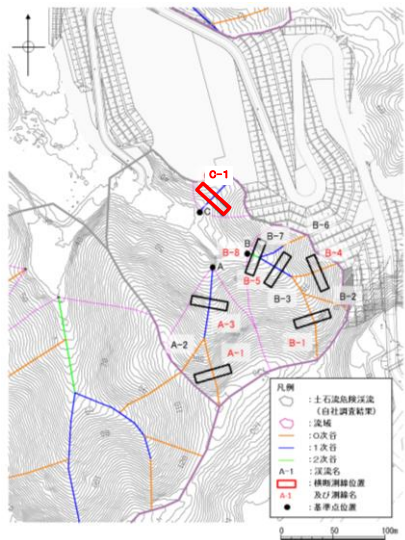 C-1
C
B-7
B-6
B-8
B
B-4
A
B-5
B-3
B-2
A-3
B-1
A-2
A-1
凡例
：土石流危険渓流
（自社調査結果）
：流域
：0次谷
：1次谷
：2次谷
A-1 ：渓流名
：横断測線位置
A-1 及び測線名
：基準点位置
0 50 100m